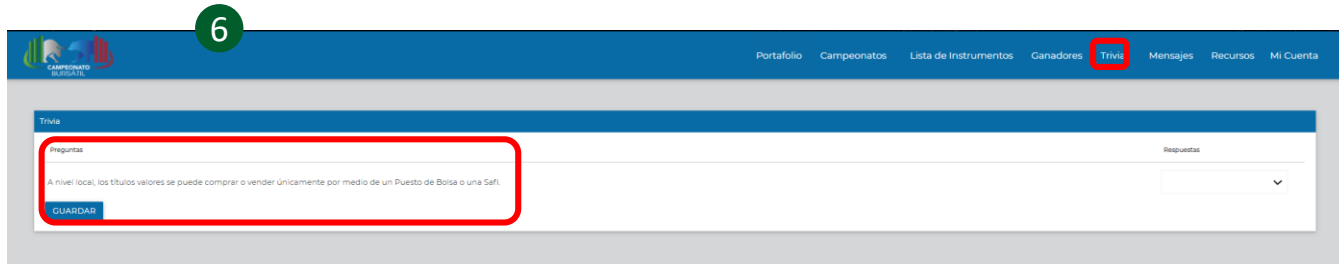 6
CAMPEONATO
BURSÁTIL
Portafolio Campeonatos Lista de Instrumentos Ganadores Trivia Mensajes Recursos Mi Cuenta
Trivia
Preguntas Respuestas
A nivel local, los títulos valores se puede comprar o vender únicamente por medio de un Puesto de Bolsa o una Safi.
GUARDAR